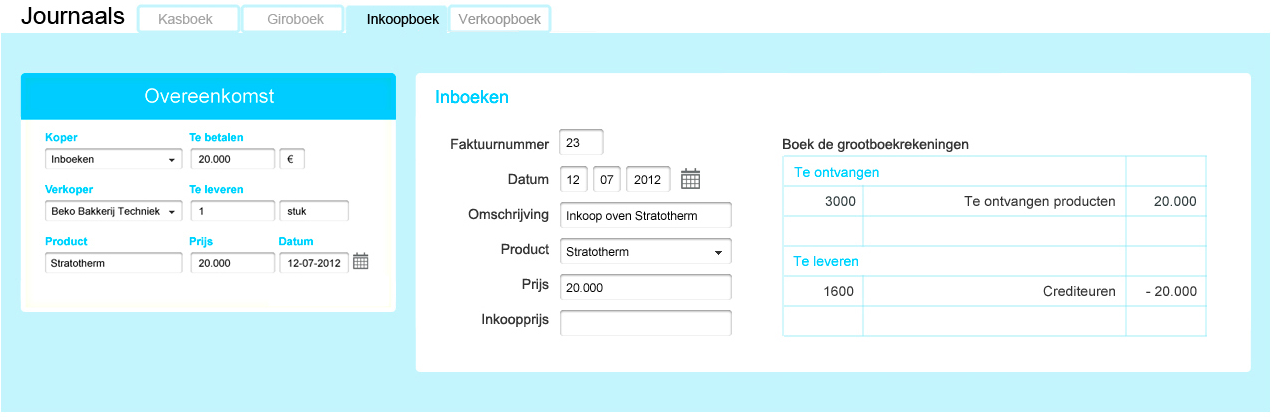 Journaals Kasboek Giroboek Inkoopboek Verkoopboek
Overeenkomst
Koper Te betalen
Inboeken 20.000 €
Verkoper Te leveren
Beko Bakkerij Techniek 1 stuk
Product Prijs Datum
Stratotherm 20.000 12-07-2012
Inboeken
Faktuurnummer 23
Datum 12 07 2012
Omschrijving Inkoop oven Stratotherm
Product Stratotherm
Prijs 20.000
Inkoopprijs
Boek de grootboekrekeningen
Te ontvangen
3000 Te ontvangen producten 20.000
Te leveren
1600 Crediteuren - 20.000